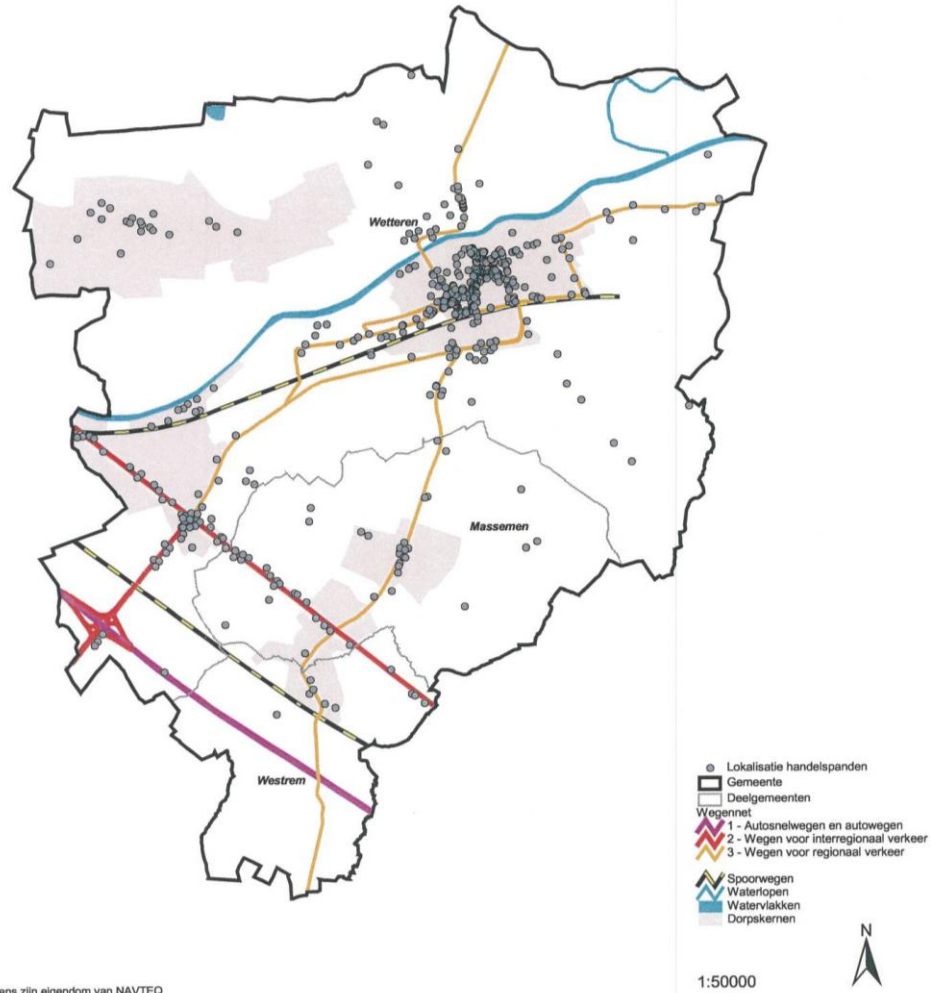 Wetteren
Massemen
Westrem
Lokalisatie handelspanden
Gemeente
Deelgemeenten
Wegennet
1 - Autosnelwegen en autowegen
2 - Wegen voor interregionaal verkeer
3 - Wegen voor regionaal verkeer
Spoorwegen
Waterlopen
Watervlakken
Dorpskernen
N
1:50000
zijn eigendom van NAVTEQ